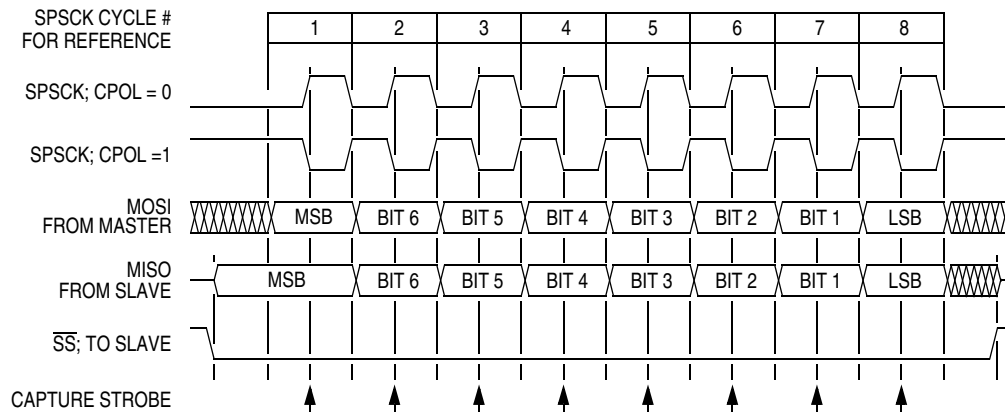 SPSCK CYCLE #
FOR REFERENCE
1 2 3 4 5 6 7 8
SPSCK; CPOL = 0
SPSCK; CPOL =1
MOSI
FROM MASTER
MSB BIT 6 BIT 5 BIT 4 BIT 3 BIT 2 BIT 1 LSB
MISO
FROM SLAVE
MSB BIT 6 BIT 5 BIT 4 BIT 3 BIT 2 BIT 1 LSB
SS; TO SLAVE
CAPTURE STROBE